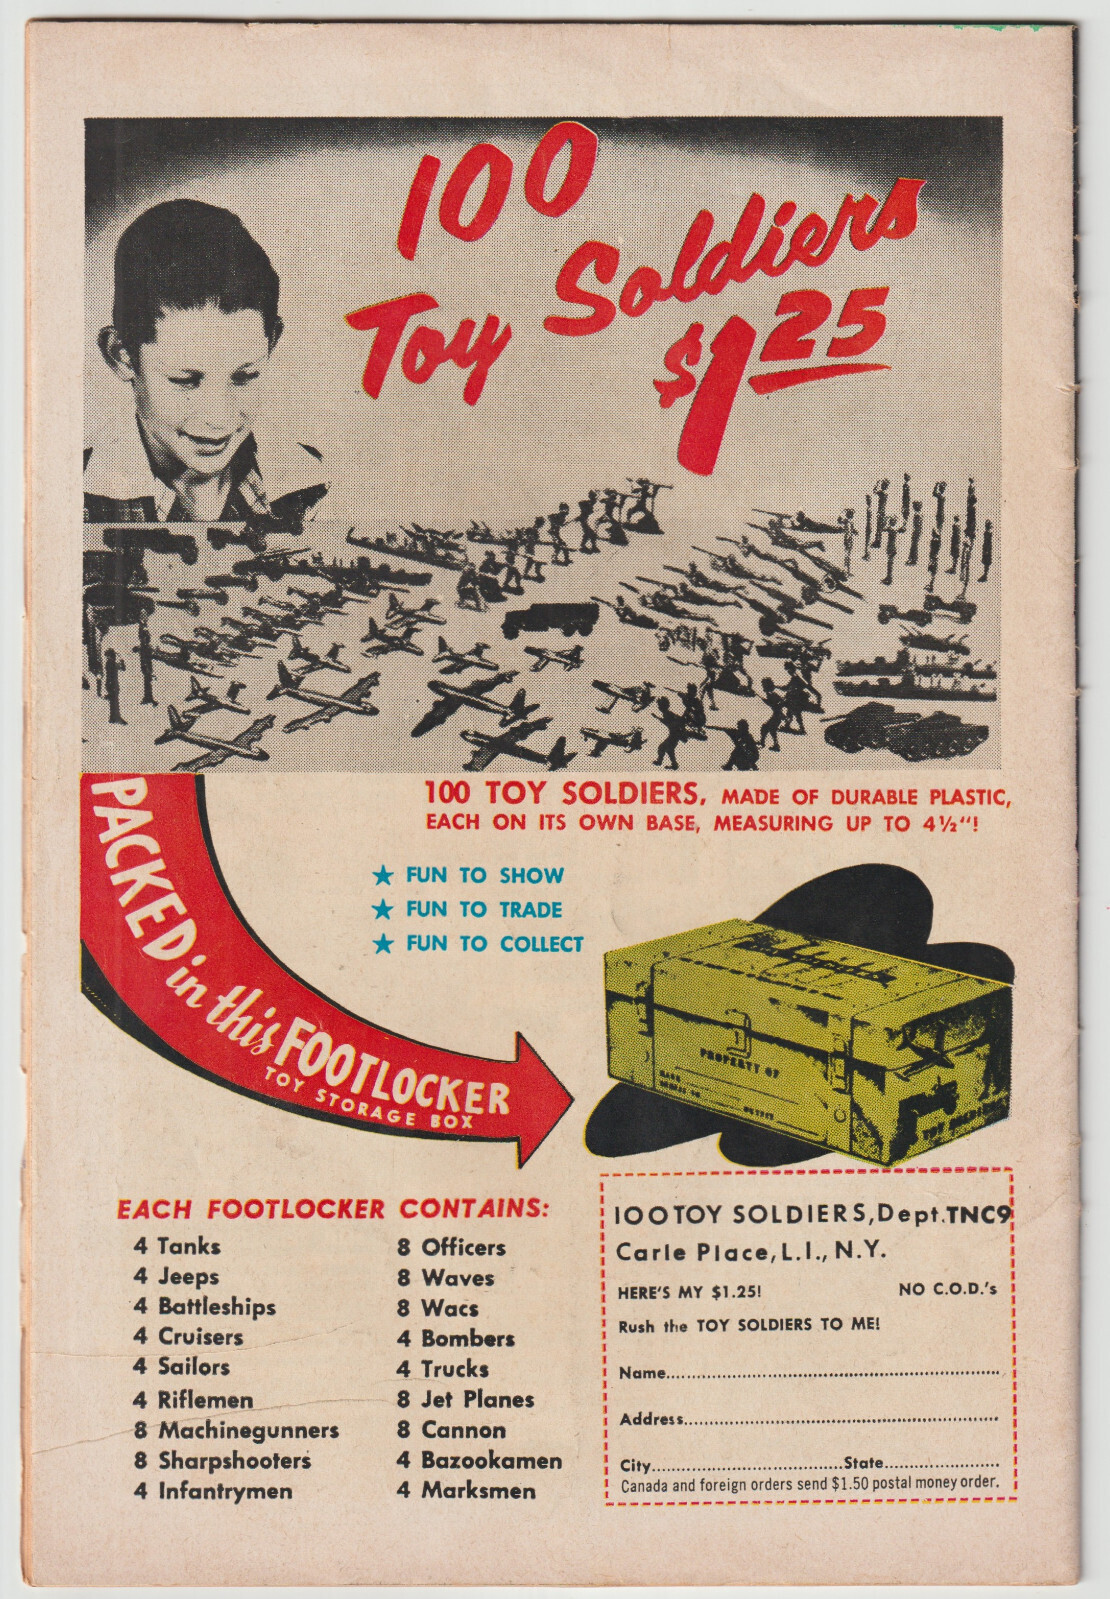 100
Toy Soldiers
$1.25
100 TOY SOLDIERS, MADE OF DURABLE PLASTIC,
EACH ON ITS OWN BASE, MEASURING UP TO 4½"!
★ FUN TO SHOW
★ FUN TO TRADE
★ FUN TO COLLECT
PACKED in this FOOTLOCKER
TOY STORAGE BOX
PROPERTY OF
EACH FOOTLOCKER CONTAINS:
4 Tanks
4 Jeeps
4 Battleships
4 Cruisers
4 Sailors
4 Riflemen
8 Machinegunners
8 Sharpshooters
4 Infantrymen
8 Officers
8 Waves
8 Wacs
4 Bombers
4 Trucks
8 Jet Planes
8 Cannon
4 Bazookamen
4 Marksmen
100 TOY SOLDIERS, Dept. TNC9
Carle Place, L.I., N.Y.
HERE'S MY $1.25! NO C.O.D.'s
Rush the TOY SOLDIERS TO ME!
Name
Address
City State
Canada and foreign orders send $1.50 postal money order.